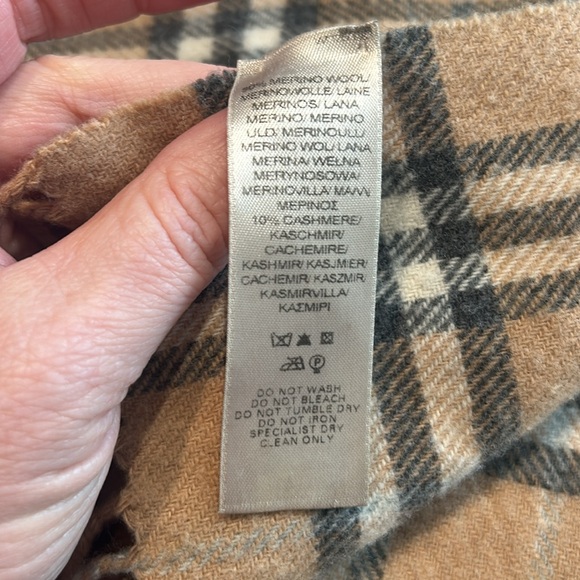 90% MERINO WOOL/
MERINOWOLLE/ LAINE
MERINOS/ LANA
MERINO/ MERINO
ULD/ MERINOULL/
MERINO WOL/ LANA
MERINA/ WEŁNA
MERYNOSOWA/
MERINOVILLA/ ΜΑΛΛΙ
ΜΕΡΙΝΟΣ
10% CASHMERE/
KASCHMIR/
CACHEMIRE/
KASHMIR/ KASJMIER/
CACHEMIR/ KASZMIR/
KASMIRVILLA/
ΚΑΣΜΙΡΙ
P
DO NOT WASH
DO NOT BLEACH
DO NOT TUMBLE DRY
DO NOT IRON
SPECIALIST DRY
CLEAN ONLY